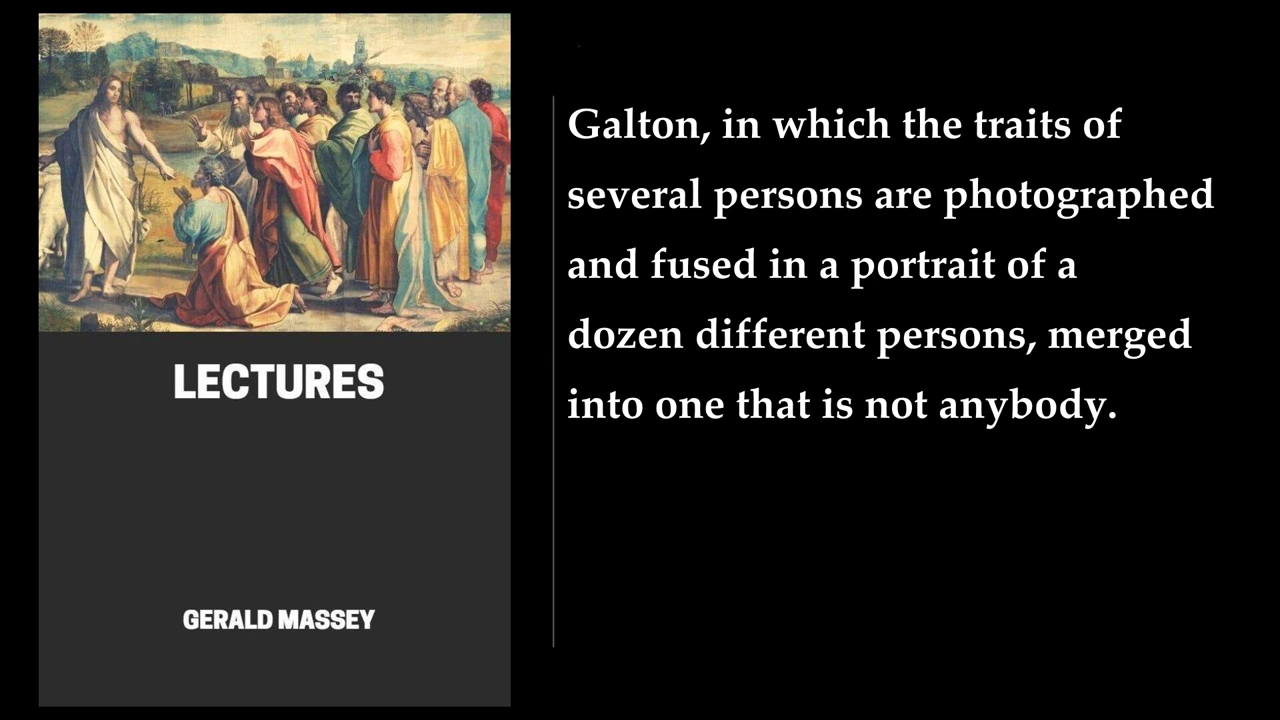 LECTURES
GERALD MASSEY
Galton, in which the traits of
several persons are photographed
and fused in a portrait of a
dozen different persons, merged
into one that is not anybody.